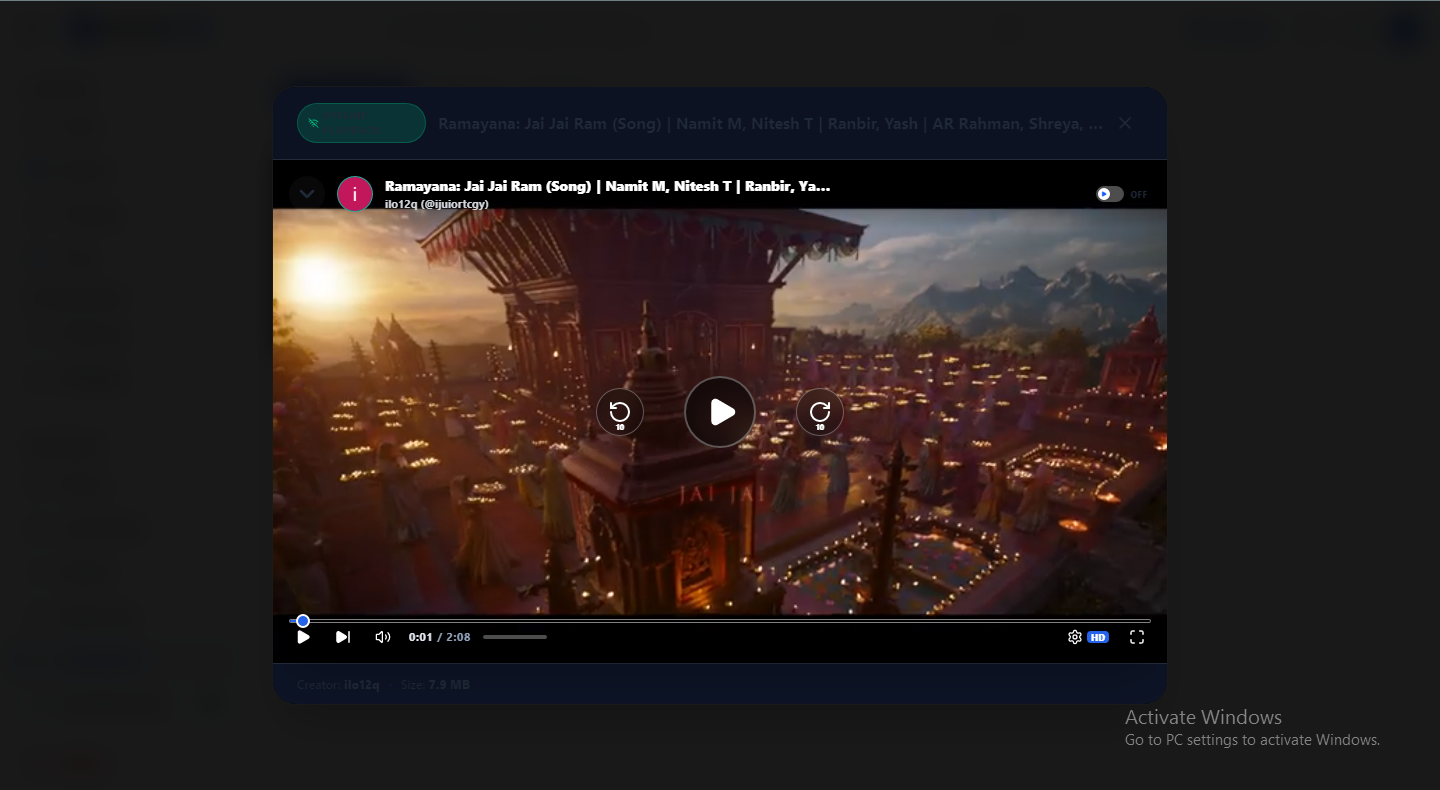 Ramayana: Jai Jai Ram (Song) | Namit M, Nitesh T | Ranbir, Yash | AR Rahman, Shreya, ...
i
Ramayana: Jai Jai Ram (Song) | Namit M, Nitesh T | Ranbir, Ya...
ilo12q (@ijuiortcgy)
OFF
10
10
JAI JAI
0:01 / 2:08
HD
Creator: ilo12q · Size: 7.9 MB
Activate Windows
Go to PC settings to activate Windows.